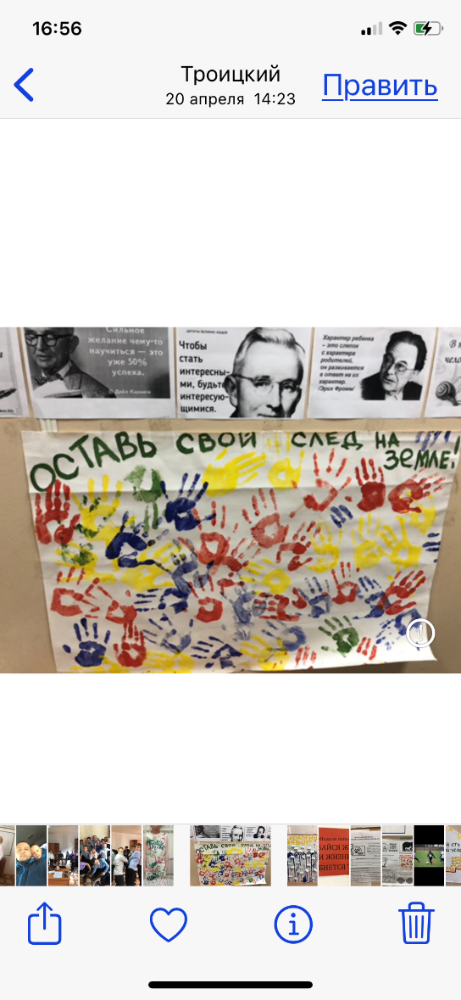 16:56
Троицкий
20 апреля 14:23
Править
Сильное
желание чему-то
научиться — это
уже 50%
успеха.
© Дейл Карнеги
Чтобы
стать
интересны-
ми, будьте
интересую-
щимися.
Характер ребенка
– это слепок
с характера
родителей,
он развивается
в ответ на их
характер.
/Эрих Фромм/
ОСТАВЬ СВОЙ СЛЕД НА
ЗЕМЛЕ!